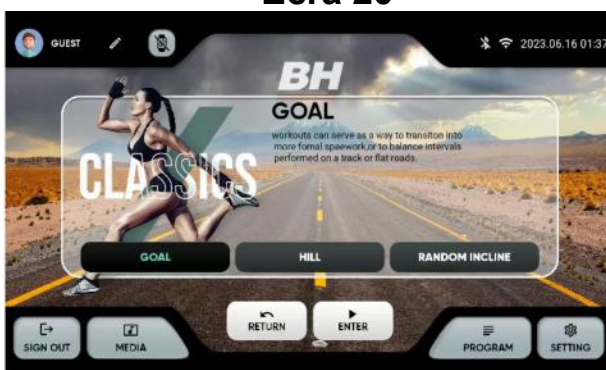 GUEST
2023.06.16 01:37
BH
GOAL
workouts can serve as a way to transiton into
more fomal speework,or to balance intervals
performed on a track or flat roads.
CLASSICS
GOAL
HILL
RANDOM INCLINE
RETURN
ENTER
SIGN OUT
MEDIA
PROGRAM
SETTING